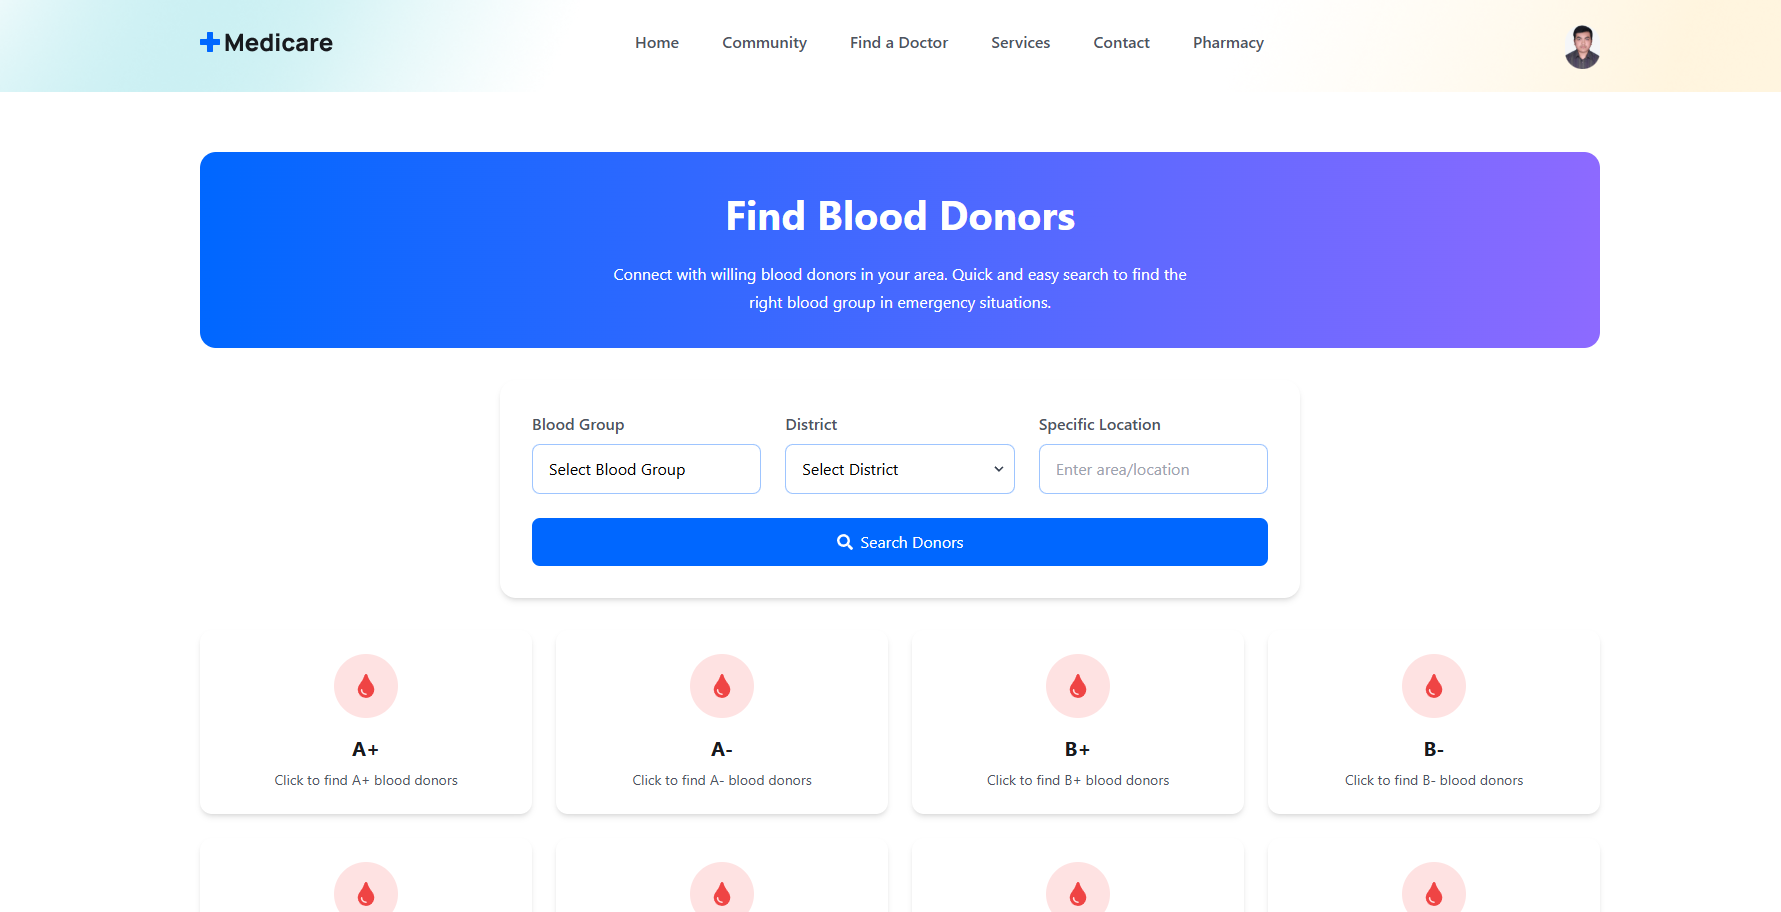 Medicare
Home
Community
Find a Doctor
Services
Contact
Pharmacy
Find Blood Donors
Connect with willing blood donors in your area. Quick and easy search to find the
right blood group in emergency situations.
Blood Group
District
Specific Location
Select Blood Group
Select District
Enter area/location
Search Donors
A+
Click to find A+ blood donors
A-
Click to find A- blood donors
B+
Click to find B+ blood donors
B-
Click to find B- blood donors